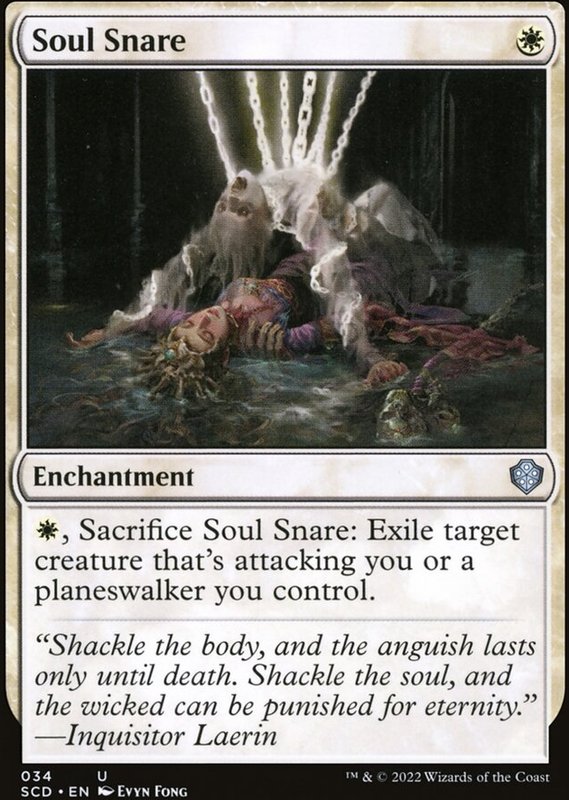 Soul Snare
Enchantment
, Sacrifice Soul Snare: Exile target
creature that's attacking you or a
planeswalker you control.
“Shackle the body, and the anguish lasts
only until death. Shackle the soul, and
the wicked can be punished for eternity.”
—Inquisitor Laerin
034 U
SCD • EN Evyn Fong
™ & © 2022 Wizards of the Coast